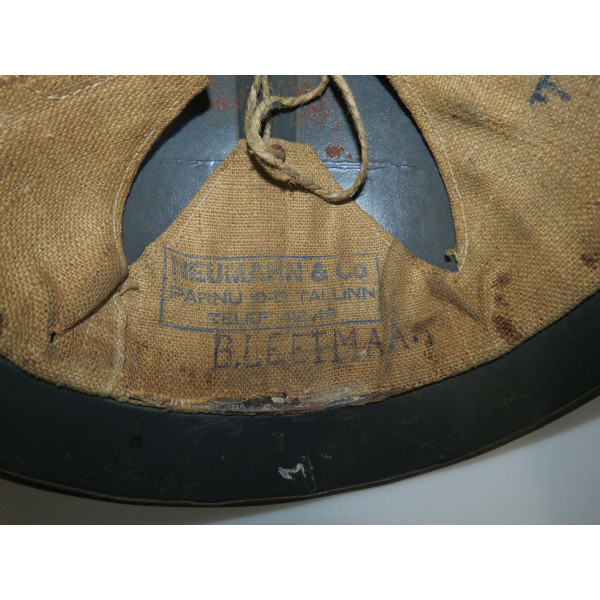 NEUMANN & Co
PÄRNU TALLINN
TELEF.
B. LEETMAA